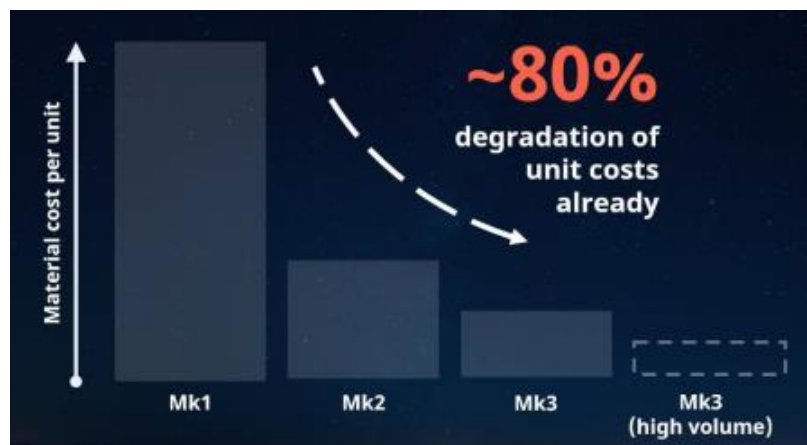 Material cost per unit
~80%
degradation of
unit costs
already
Mk1
Mk2
Mk3
Mk3
(high volume)